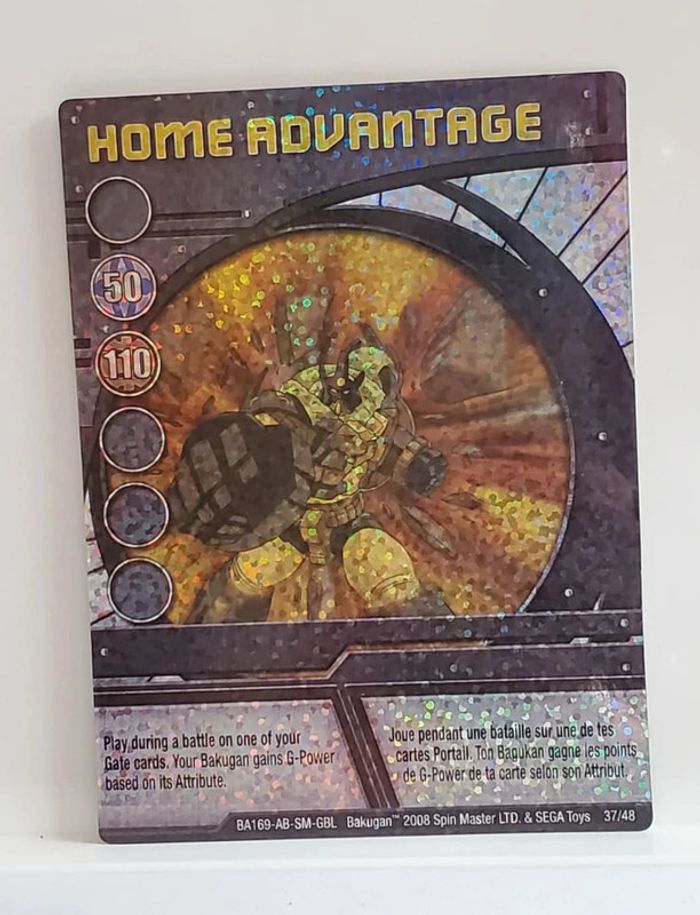 HOME ADVANTAGE
50
110
Play during a battle on one of your
Gate cards. Your Bakugan gains G-Power
based on its Attribute.
Joue pendant une bataille sur une de tes
cartes Portail. Ton Bagukan gagne les points
de G-Power de ta carte selon son Attribut.
BA169-AB-SM-GBL Bakugan™ 2008 Spin Master LTD. & SEGA Toys 37/48